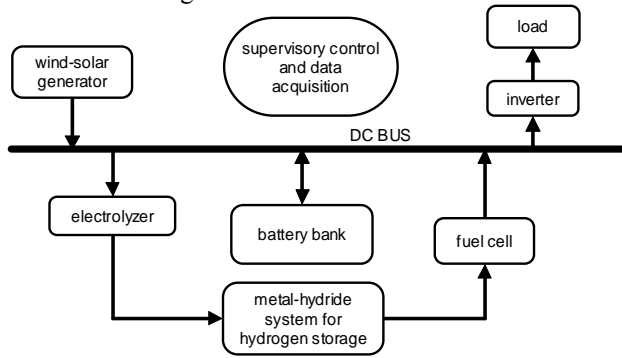 load
wind-solar
generator
supervisory control
and data
acquisition
inverter
DC BUS
electrolyzer
battery bank
fuel cell
metal-hydride
system for
hydrogen storage